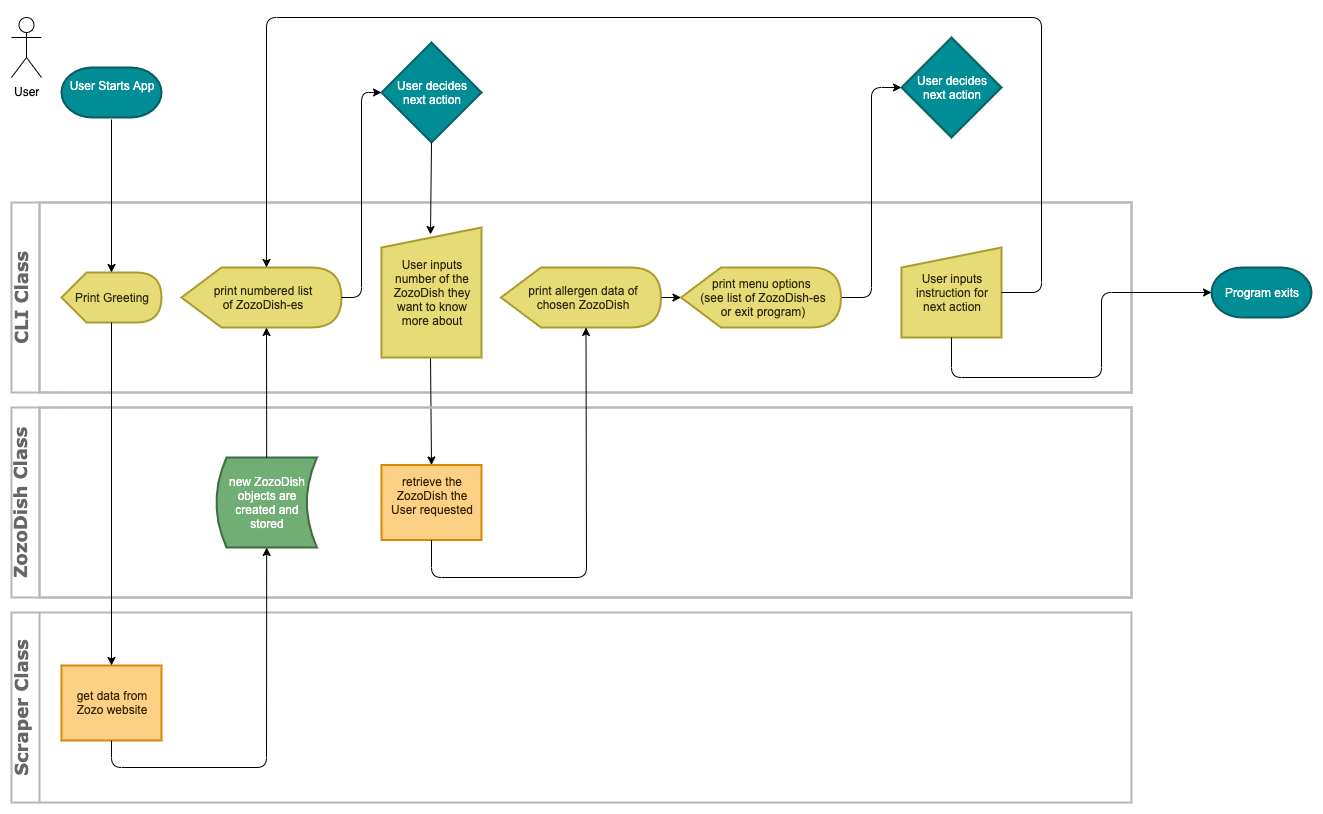 User
User Starts App
User decides
next action
User decides
next action
CLI Class
Print Greeting
print numbered list
of ZozoDish-es
User inputs
number of the
ZozoDish they
want to know
more about
print allergen data of
chosen ZozoDish
print menu options
(see list of ZozoDish-es
or exit program)
User inputs
instruction for
next action
Program exits
ZozoDish Class
new ZozoDish
objects are
created and
stored
retrieve the
ZozoDish the
User requested
Scraper Class
get data from
Zozo website